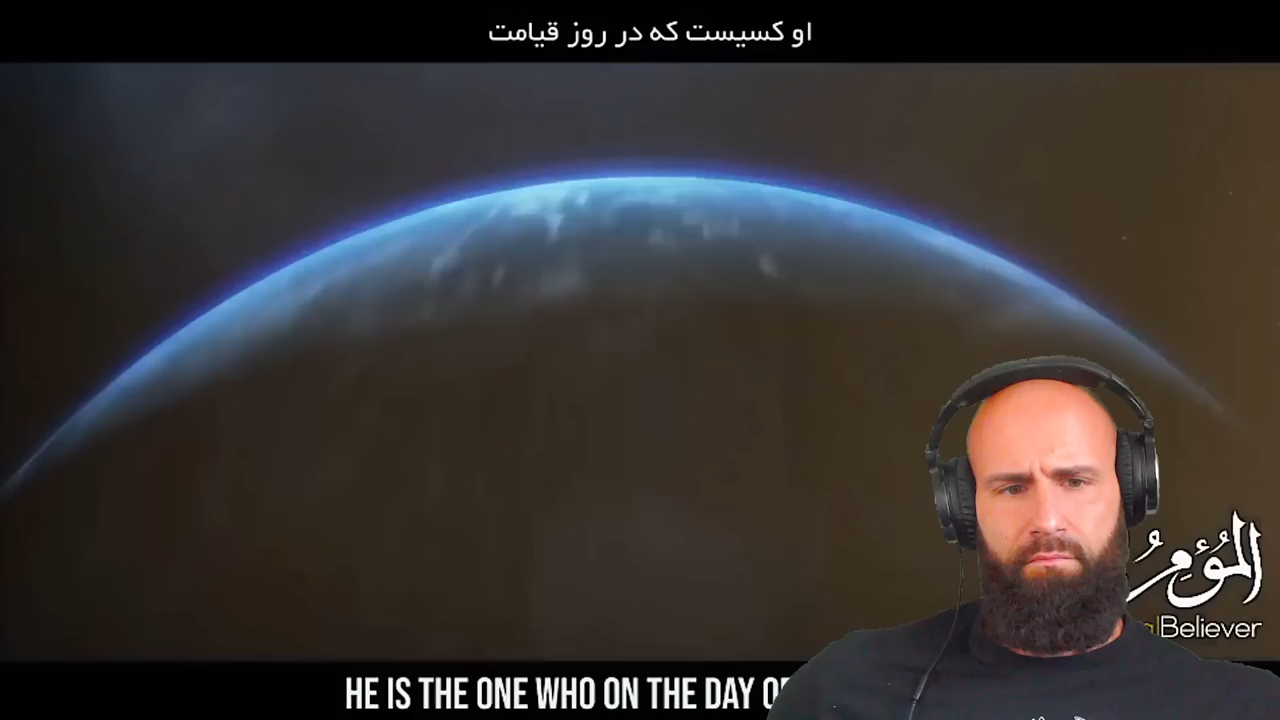 او کسیست که در روز قیامت
المؤمن
Believer
HE IS THE ONE WHO ON THE DAY